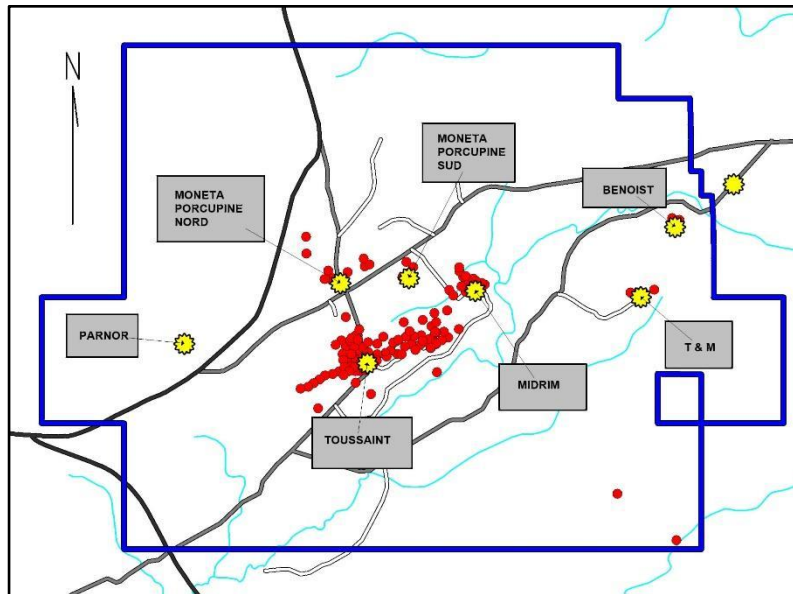 N
MONETA
PORCUPINE
SUD
MONETA
PORCUPINE
NORD
BENOIST
PARNOR
T & M
MIDRIM
TOUSSAINT